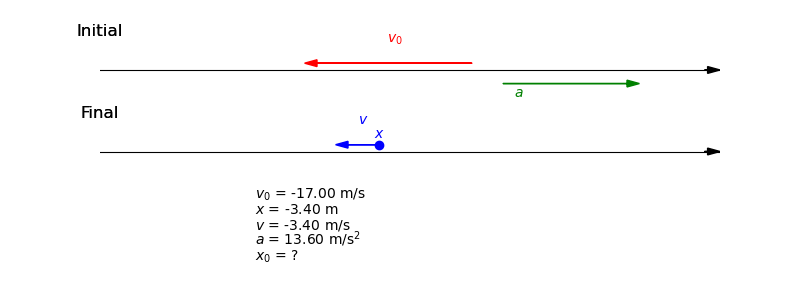 Initial
v₀
a
Final
v
x
v₀ = -17.00 m/s
x = -3.40 m
v = -3.40 m/s
a = 13.60 m/s²
x₀ = ?